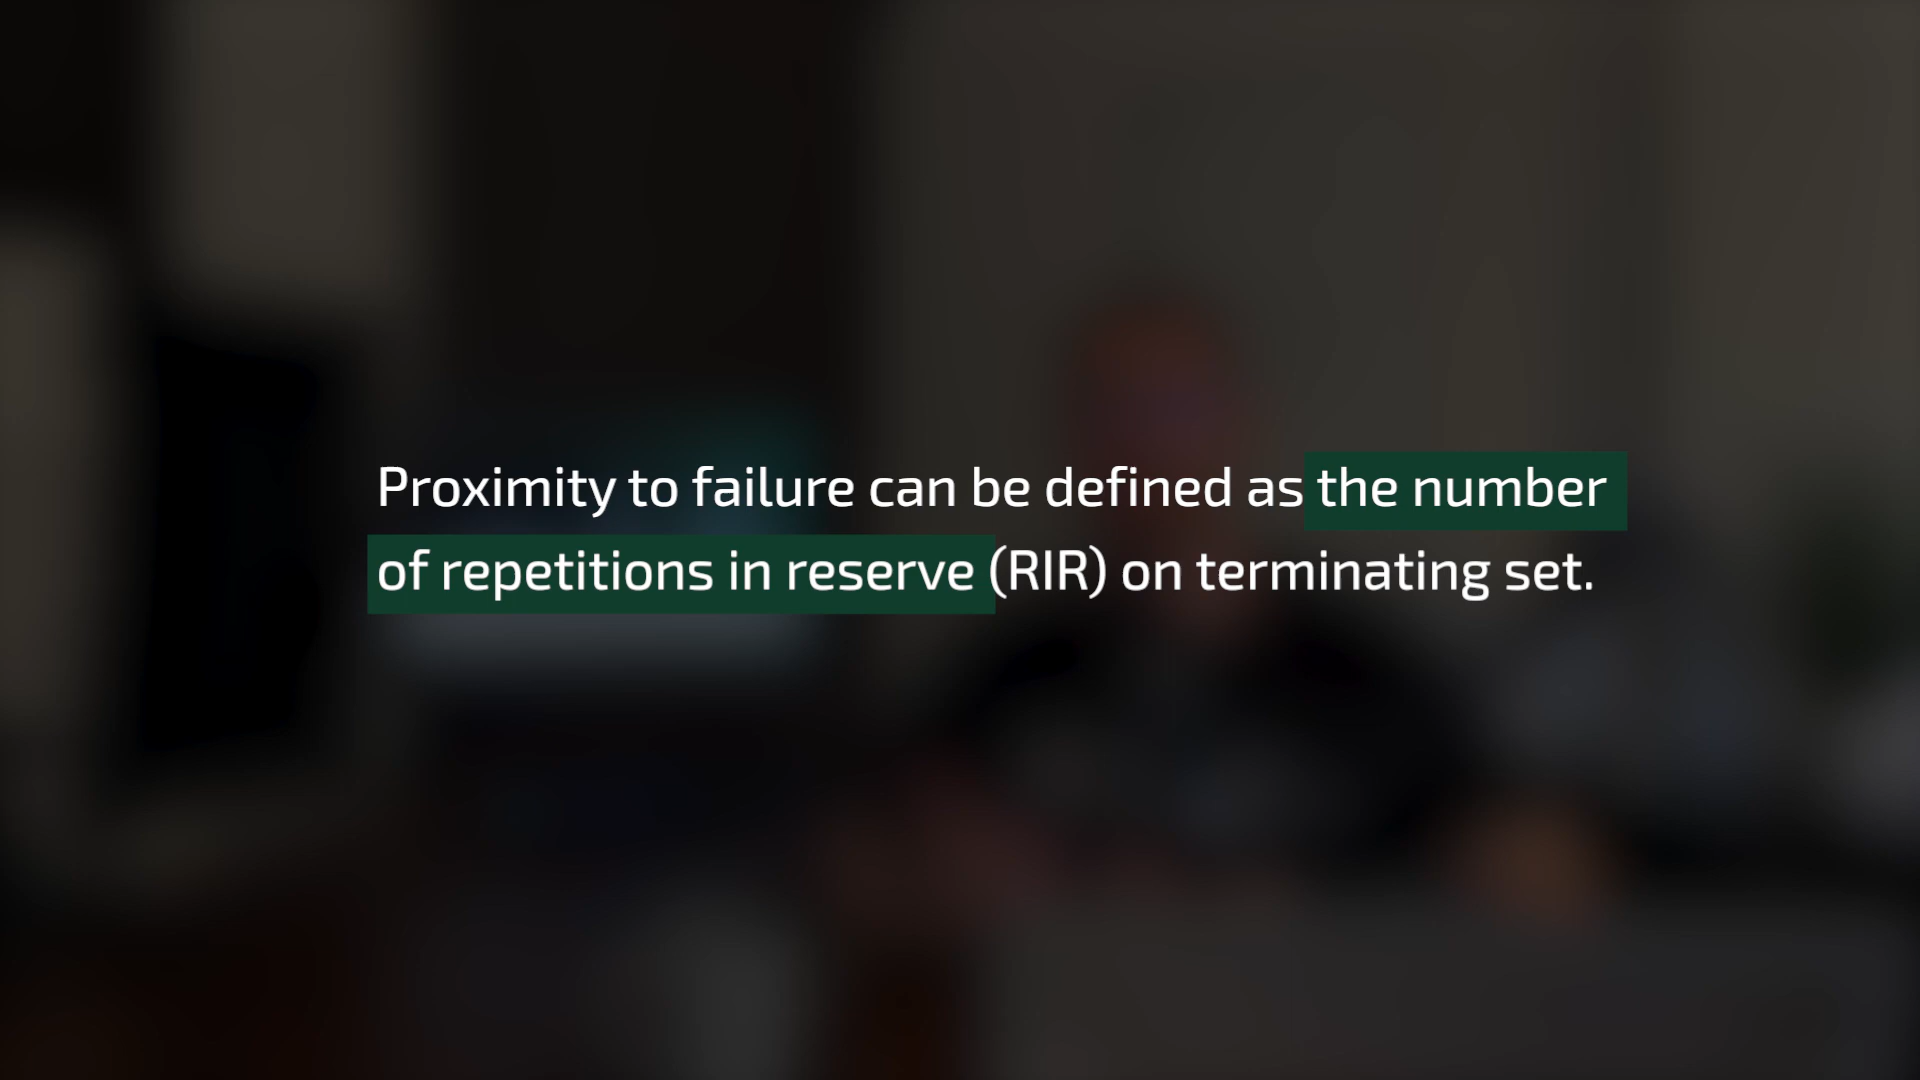 Proximity to failure can be defined as the number
of repetitions in reserve (RIR) on terminating set.